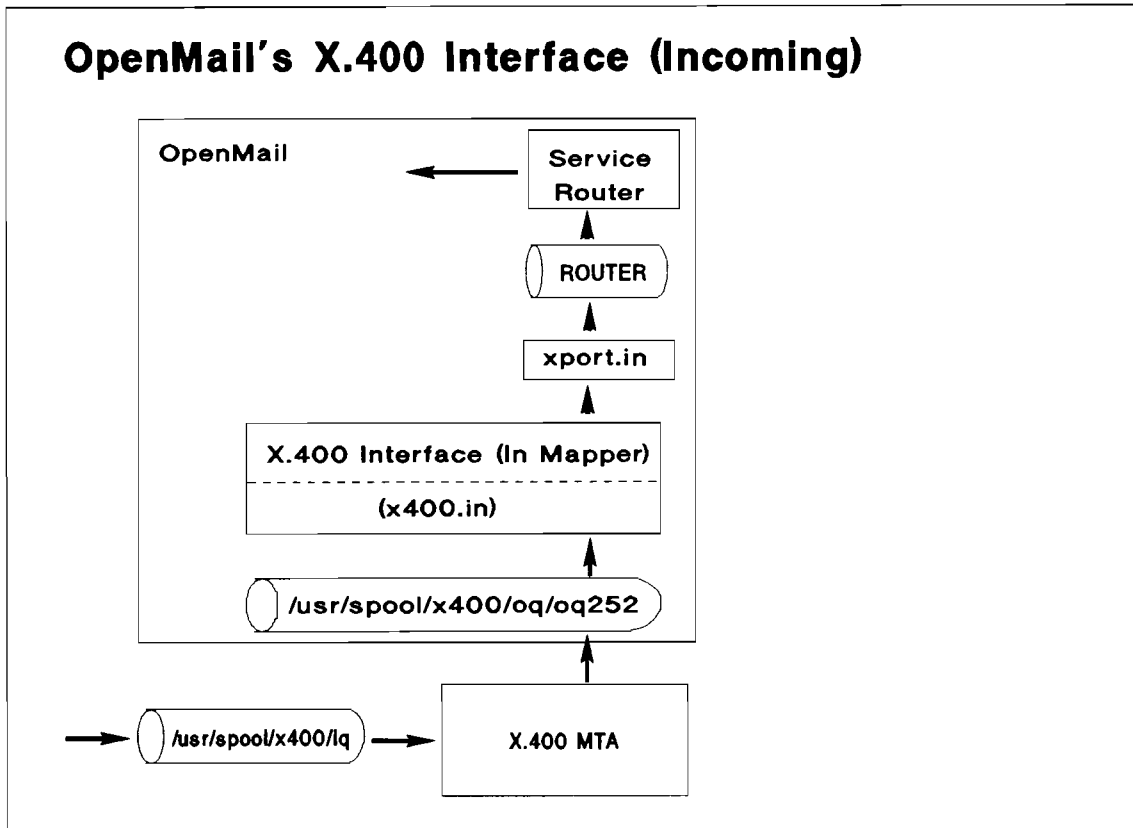 OpenMail's X.400 Interface (Incoming)
OpenMail
Service
Router
ROUTER
xport.in
X.400 Interface (In Mapper)
(x400.in)
/usr/spool/x400/oq/oq252
/usr/spool/x400/lq
X.400 MTA